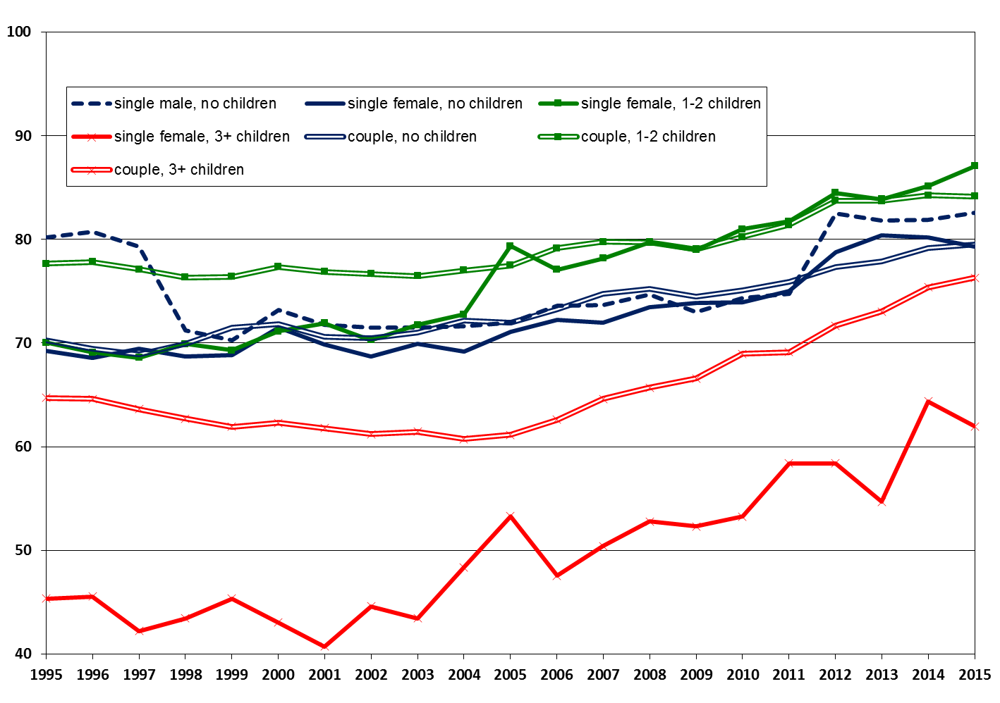 100
90
80
70
60
50
40
single male, no children single female, no children single female, 1-2 children
single female, 3+ children couple, no children couple, 1-2 children
couple, 3+ children
1995 1996 1997 1998 1999 2000 2001 2002 2003 2004 2005 2006 2007 2008 2009 2010 2011 2012 2013 2014 2015